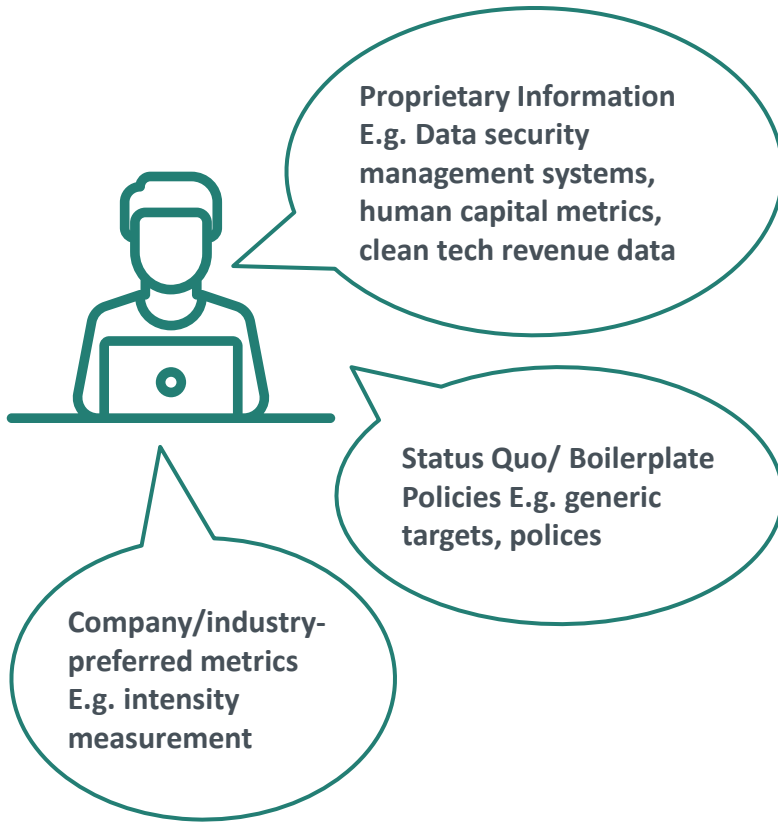 Proprietary Information
E.g. Data security
management systems,
human capital metrics,
clean tech revenue data
Status Quo/ Boilerplate
Policies E.g. generic
targets, polices
Company/industry-
preferred metrics
E.g. intensity
measurement